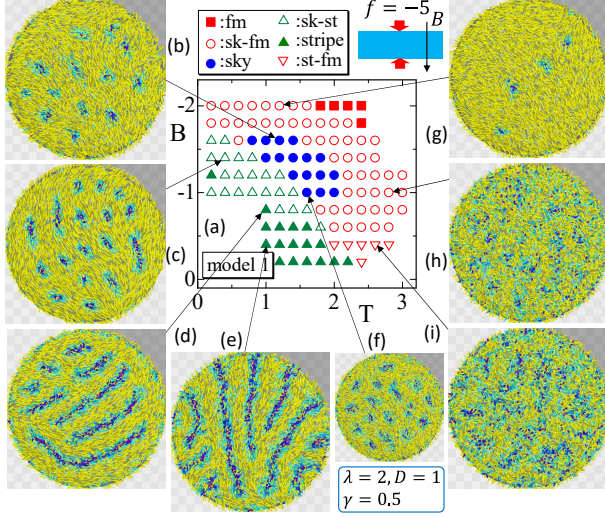 :fm :sk-st
:sk-fm :stripe
:sky :st-fm
f = −5
B
(b)
(g)
-2
B
-1
(a)
(c)
(h)
model 1
0
0 1 2 3
T
(d)
(e)
(f)
(i)
λ = 2, D = 1
γ = 0.5